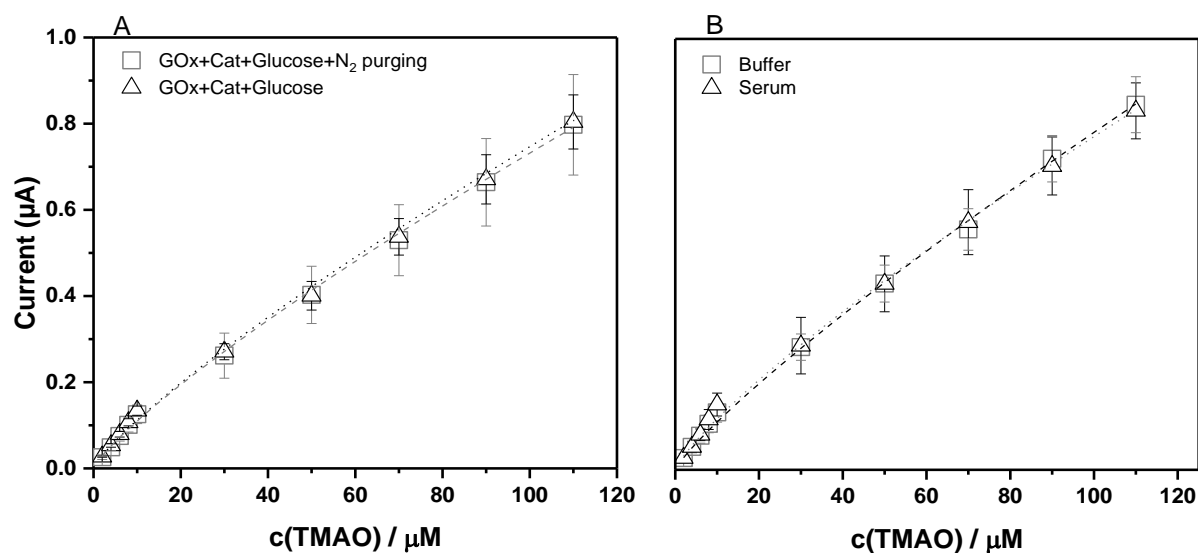 A
B
GOx+Cat+Glucose+N₂ purging
GOx+Cat+Glucose
Buffer
Serum
1.0
0.8
0.6
0.4
0.2
0.0
Current (µA)
0 20 40 60 80 100 120
0 20 40 60 80 100 120
c(TMAO) / µM
c(TMAO) / µM